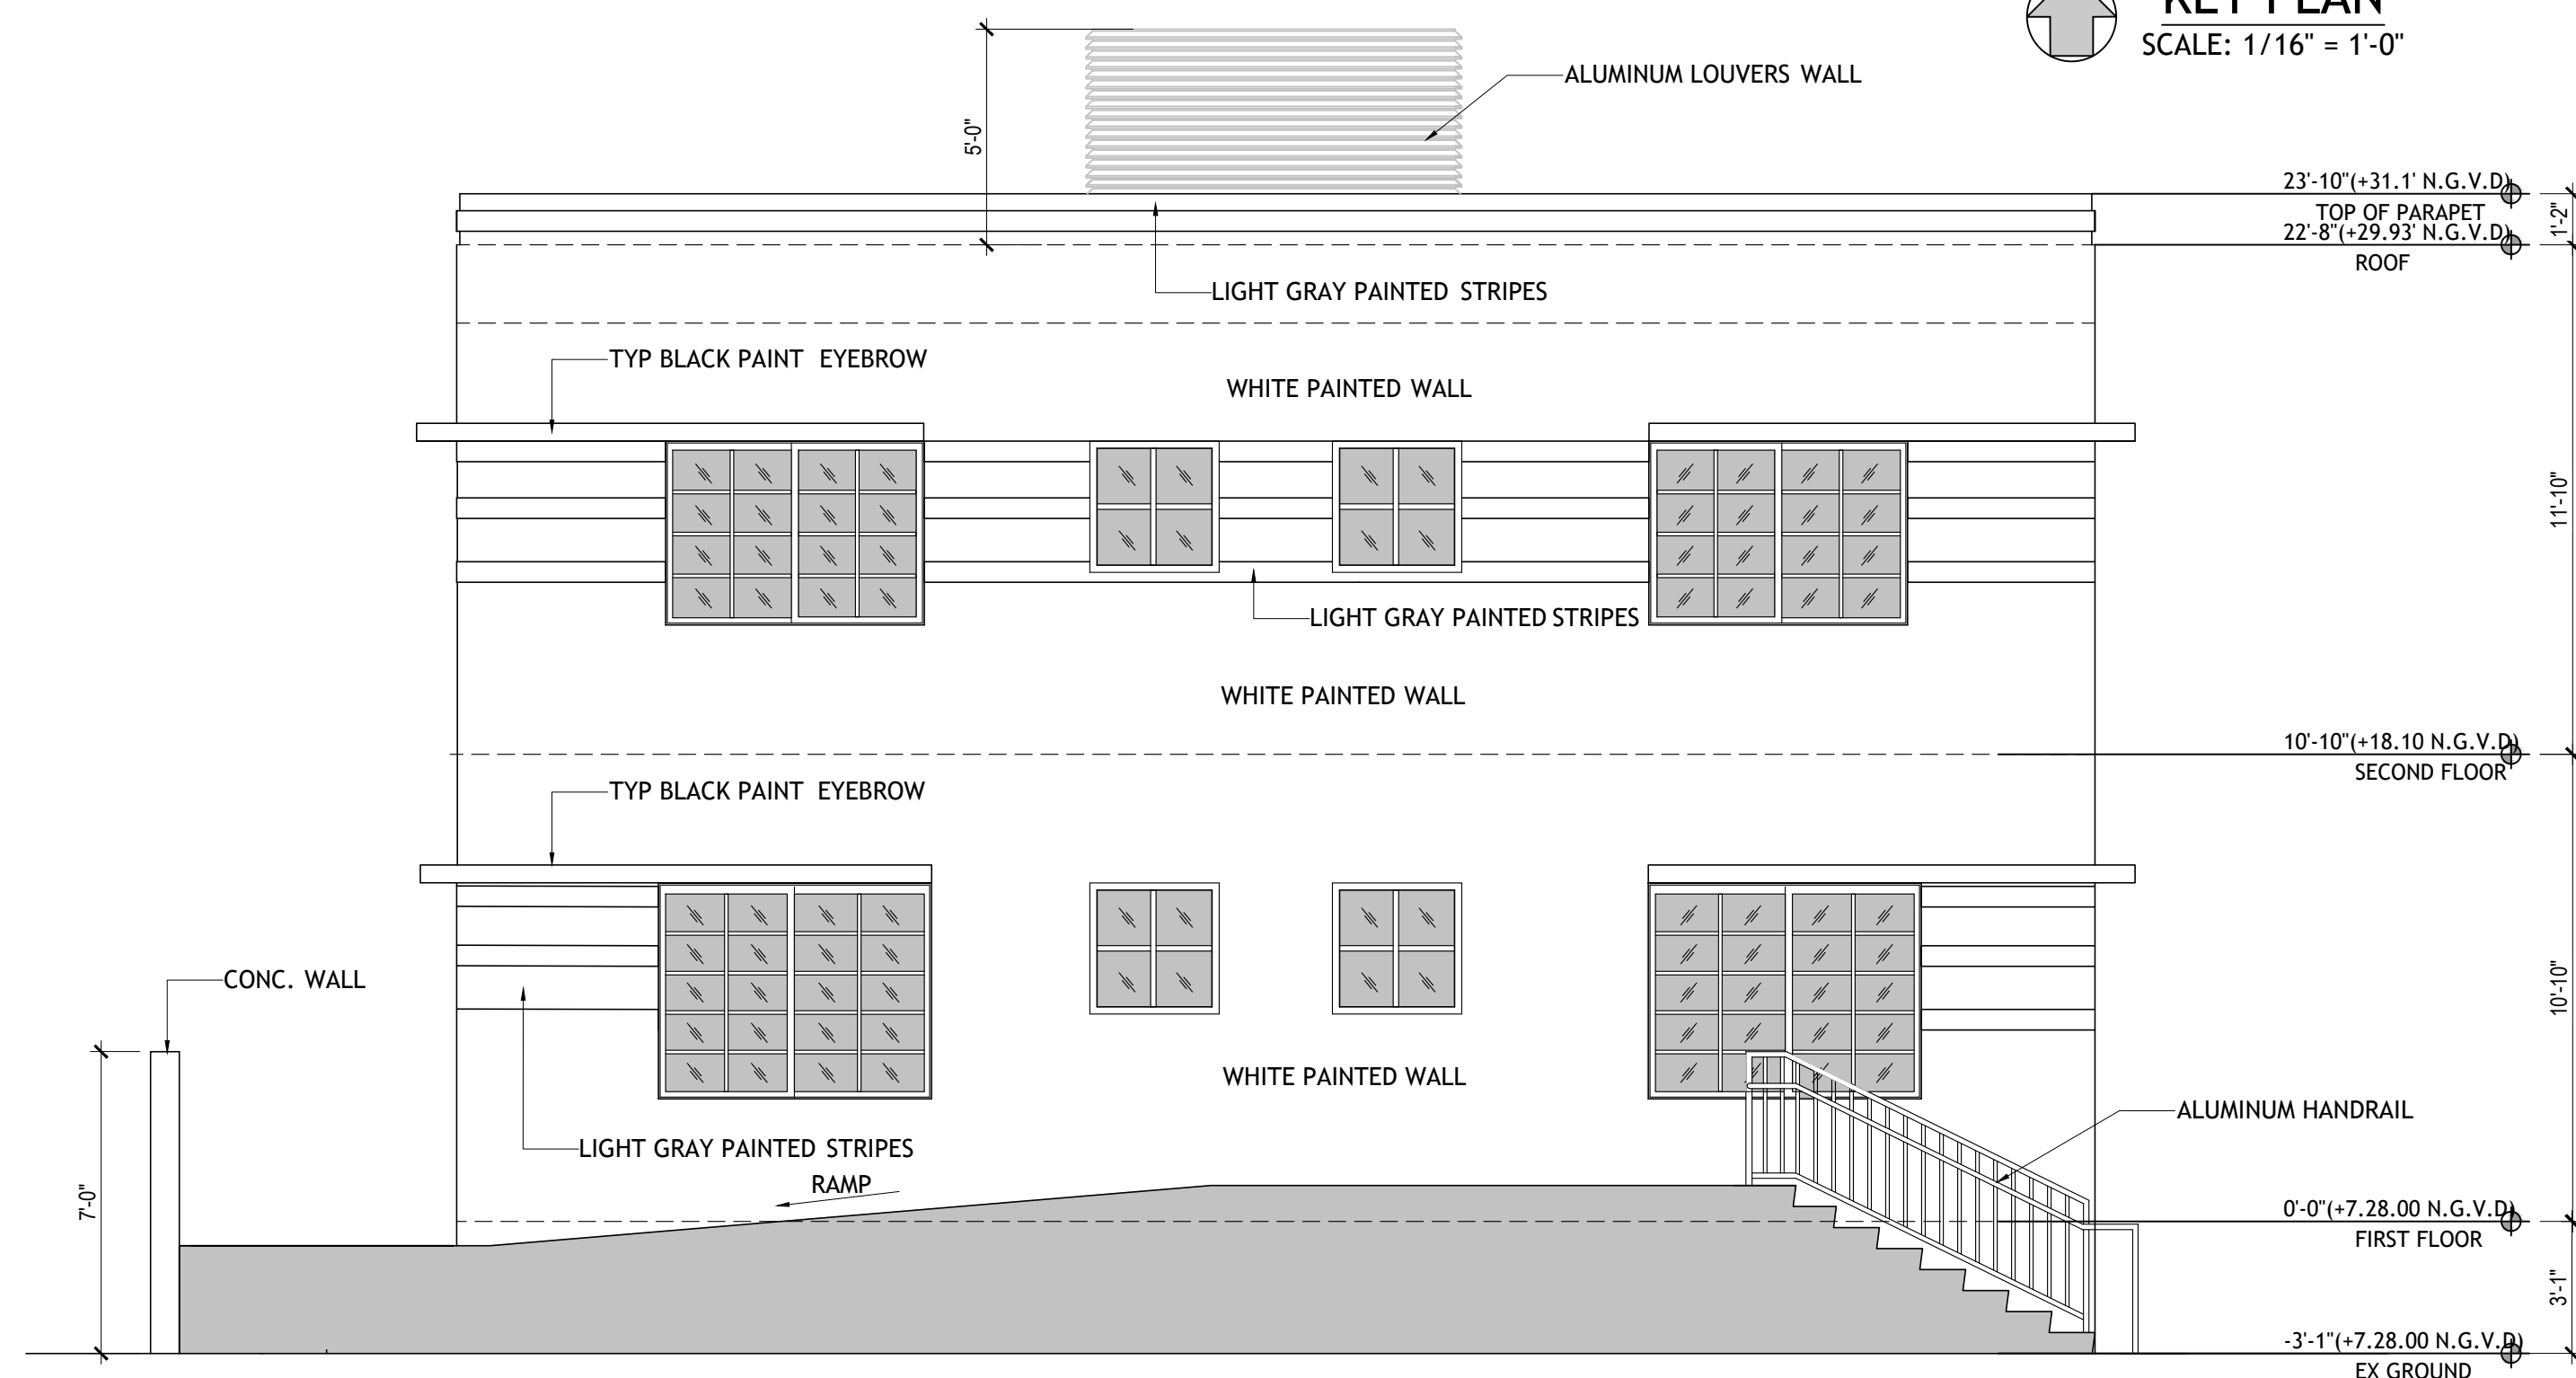 KEY PLAN
SCALE: 1/16" = 1'-0"
ALUMINUM LOUVERS WALL
5'-0"
23'-10"(+31.1' N.G.V.D)
TOP OF PARAPET
1'-2"
22'-8"(+29.93' N.G.V.D)
ROOF
LIGHT GRAY PAINTED STRIPES
TYP BLACK PAINT EYEBROW
WHITE PAINTED WALL
11'-10"
LIGHT GRAY PAINTED STRIPES
WHITE PAINTED WALL
10'-10"(+18.10 N.G.V.D)
SECOND FLOOR
TYP BLACK PAINT EYEBROW
CONC. WALL
10'-10"
WHITE PAINTED WALL
ALUMINUM HANDRAIL
LIGHT GRAY PAINTED STRIPES
RAMP
7'-0"
0'-0"(+7.28.00 N.G.V.D)
FIRST FLOOR
3'-1"
-3'-1"(+7.28.00 N.G.V.D)
EX GROUND